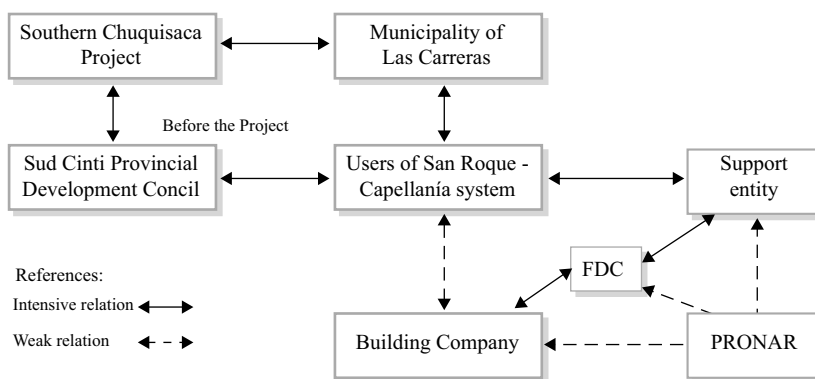 Southern Chuquisaca
Project
Municipality of
Las Carreras
Before the Project
Sud Cinti Provincial
Development Concil
Users of San Roque -
Capellanía system
Support
entity
References:
Intensive relation
Weak relation
FDC
Building Company
PRONAR